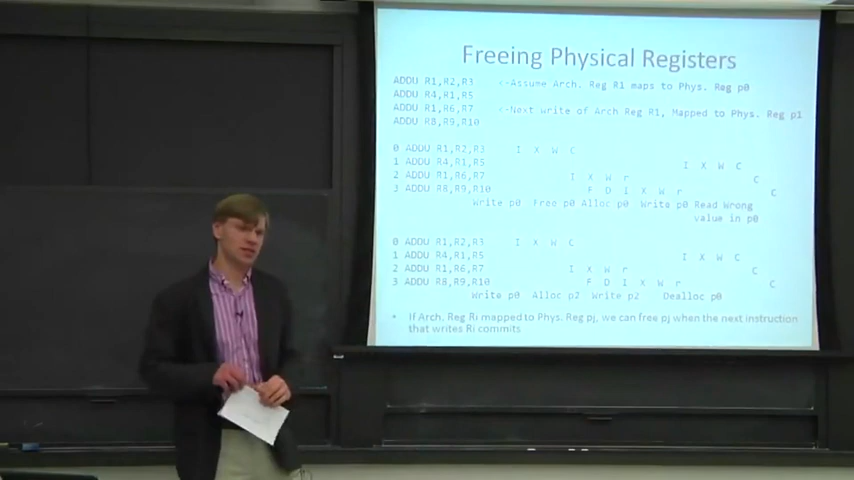 Freeing Physical Registers
ADDU R1,R2,R3 <-Assume Arch. Reg R1 maps to Phys. Reg p0
ADDU R4,R1,R5
ADDU R1,R6,R7 <-Next write of Arch Reg R1, Mapped to Phys. Reg p1
ADDU R8,R9,R10
0 ADDU R1,R2,R3 I X W C
1 ADDU R4,R1,R5 I X W C
2 ADDU R1,R6,R7 I X W r C
3 ADDU R8,R9,R10 F D I X W r C
Write p0 Free p0 Alloc p0 Write p0 Read Wrong
value in p0
0 ADDU R1,R2,R3 I X W C
1 ADDU R4,R1,R5 I X W C
2 ADDU R1,R6,R7 I X W r C
3 ADDU R8,R9,R10 F D I X W r C
Write p0 Alloc p2 Write p2 Dealloc p0
• If Arch. Reg Ri mapped to Phys. Reg pj, we can free pj when the next instruction
that writes Ri commits